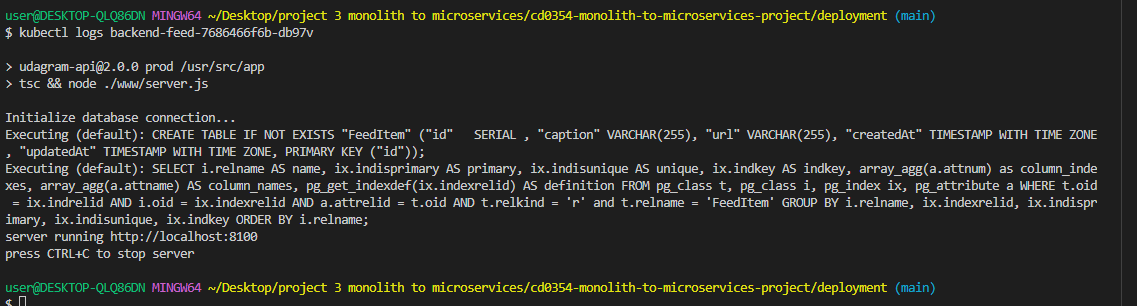 user@DESKTOP-QLQ86DN MINGW64 ~/Desktop/project 3 monolith to microservices/cd0354-monolith-to-microservices-project/deployment (main)
$ kubectl logs backend-feed-7686466f6b-db97v

> udagram-api@2.0.0 prod /usr/src/app
> tsc && node ./www/server.js

Initialize database connection...
Executing (default): CREATE TABLE IF NOT EXISTS "FeedItem" ("id"   SERIAL , "caption" VARCHAR(255), "url" VARCHAR(255), "createdAt" TIMESTAMP WITH TIME ZONE
, "updatedAt" TIMESTAMP WITH TIME ZONE, PRIMARY KEY ("id"));
Executing (default): SELECT i.relname AS name, ix.indisprimary AS primary, ix.indisunique AS unique, ix.indkey AS indkey, array_agg(a.attnum) as column_inde
xes, array_agg(a.attname) AS column_names, pg_get_indexdef(ix.indexrelid) AS definition FROM pg_class t, pg_class i, pg_index ix, pg_attribute a WHERE t.oid
 = ix.indrelid AND i.oid = ix.indexrelid AND a.attrelid = t.oid AND t.relkind = 'r' and t.relname = 'FeedItem' GROUP BY i.relname, ix.indexrelid, ix.indispr
imary, ix.indisunique, ix.indkey ORDER BY i.relname;
server running http://localhost:8100
press CTRL+C to stop server

user@DESKTOP-QLQ86DN MINGW64 ~/Desktop/project 3 monolith to microservices/cd0354-monolith-to-microservices-project/deployment (main)
$